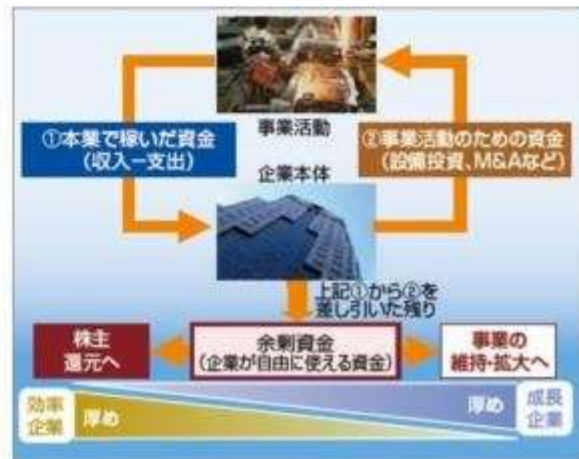 事業活動
①本業で稼いだ資金
(収入ー支出)
②事業活動のための資金
(設備投資、M&Aなど)
企業本体
上記①から②を
差し引いた残り
株主
還元へ
余剰資金
(企業が自由に使える資金)
事業の
維持・拡大へ
効率
企業
厚め
厚め
成長
企業